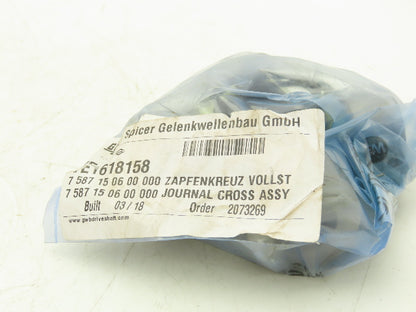 Spicer Gelenkwellenbau GmbH
E1618158
7 587 15 06 00 000 ZAPFENKREUZ VOLLST
7 587 15 06 00 000 JOURNAL CROSS ASSY
Built 03/18 Order 2073269
www.gwbdriveshaft.com